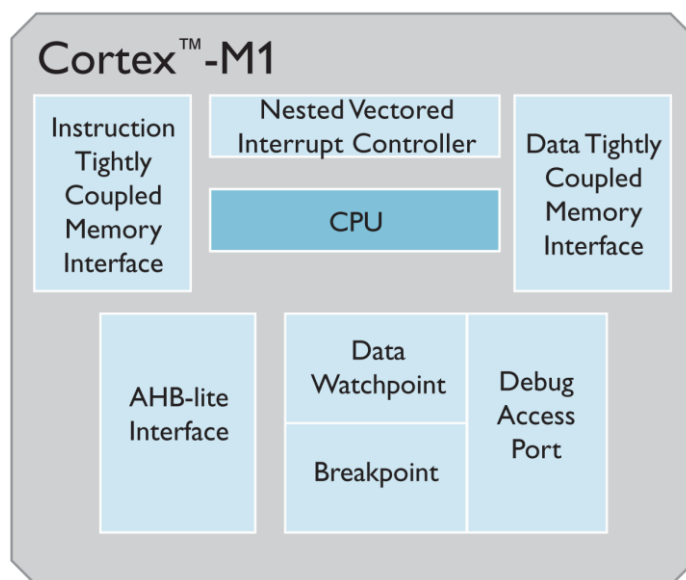 Cortex™-M1
Instruction
Tightly
Coupled
Memory
Interface
Nested Vectored
Interrupt Controller
CPU
Data Tightly
Coupled
Memory
Interface
AHB-lite
Interface
Data
Watchpoint
Breakpoint
Debug
Access
Port